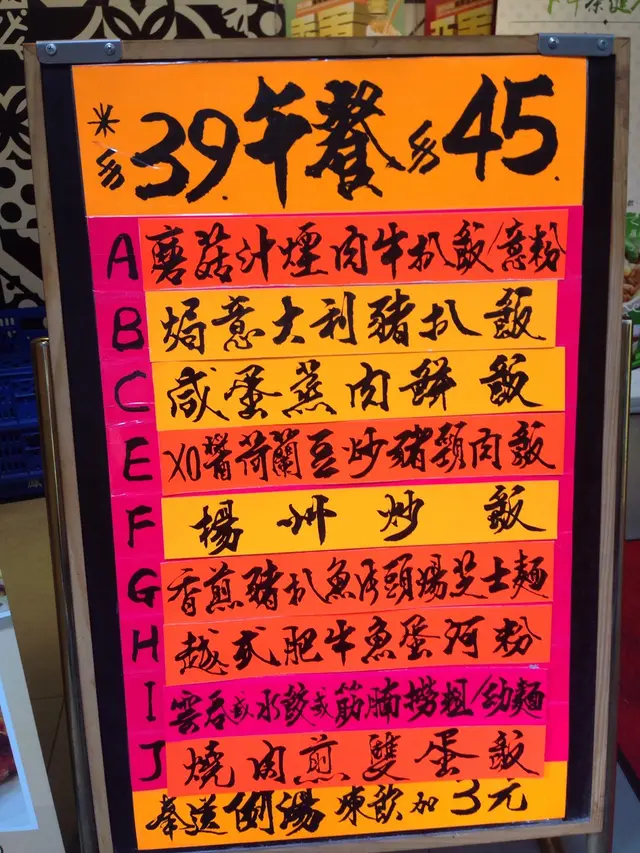 *$39.午餐$45.
A 磨菇汁煙肉牛扒飯/意粉
B 焗意大利豬扒飯
C 咸蛋蒸肉餅飯
E XO醬荷蘭豆炒豬頸肉飯
F 揚州炒飯
G 香煎豬扒魚片頭湯芝士麵
H 越式肥牛魚蛋河粉
I 雲吞或水餃或筋腩撈粗/幼麵
J 燒肉煎雙蛋飯
奉送例湯 凍飲加3元